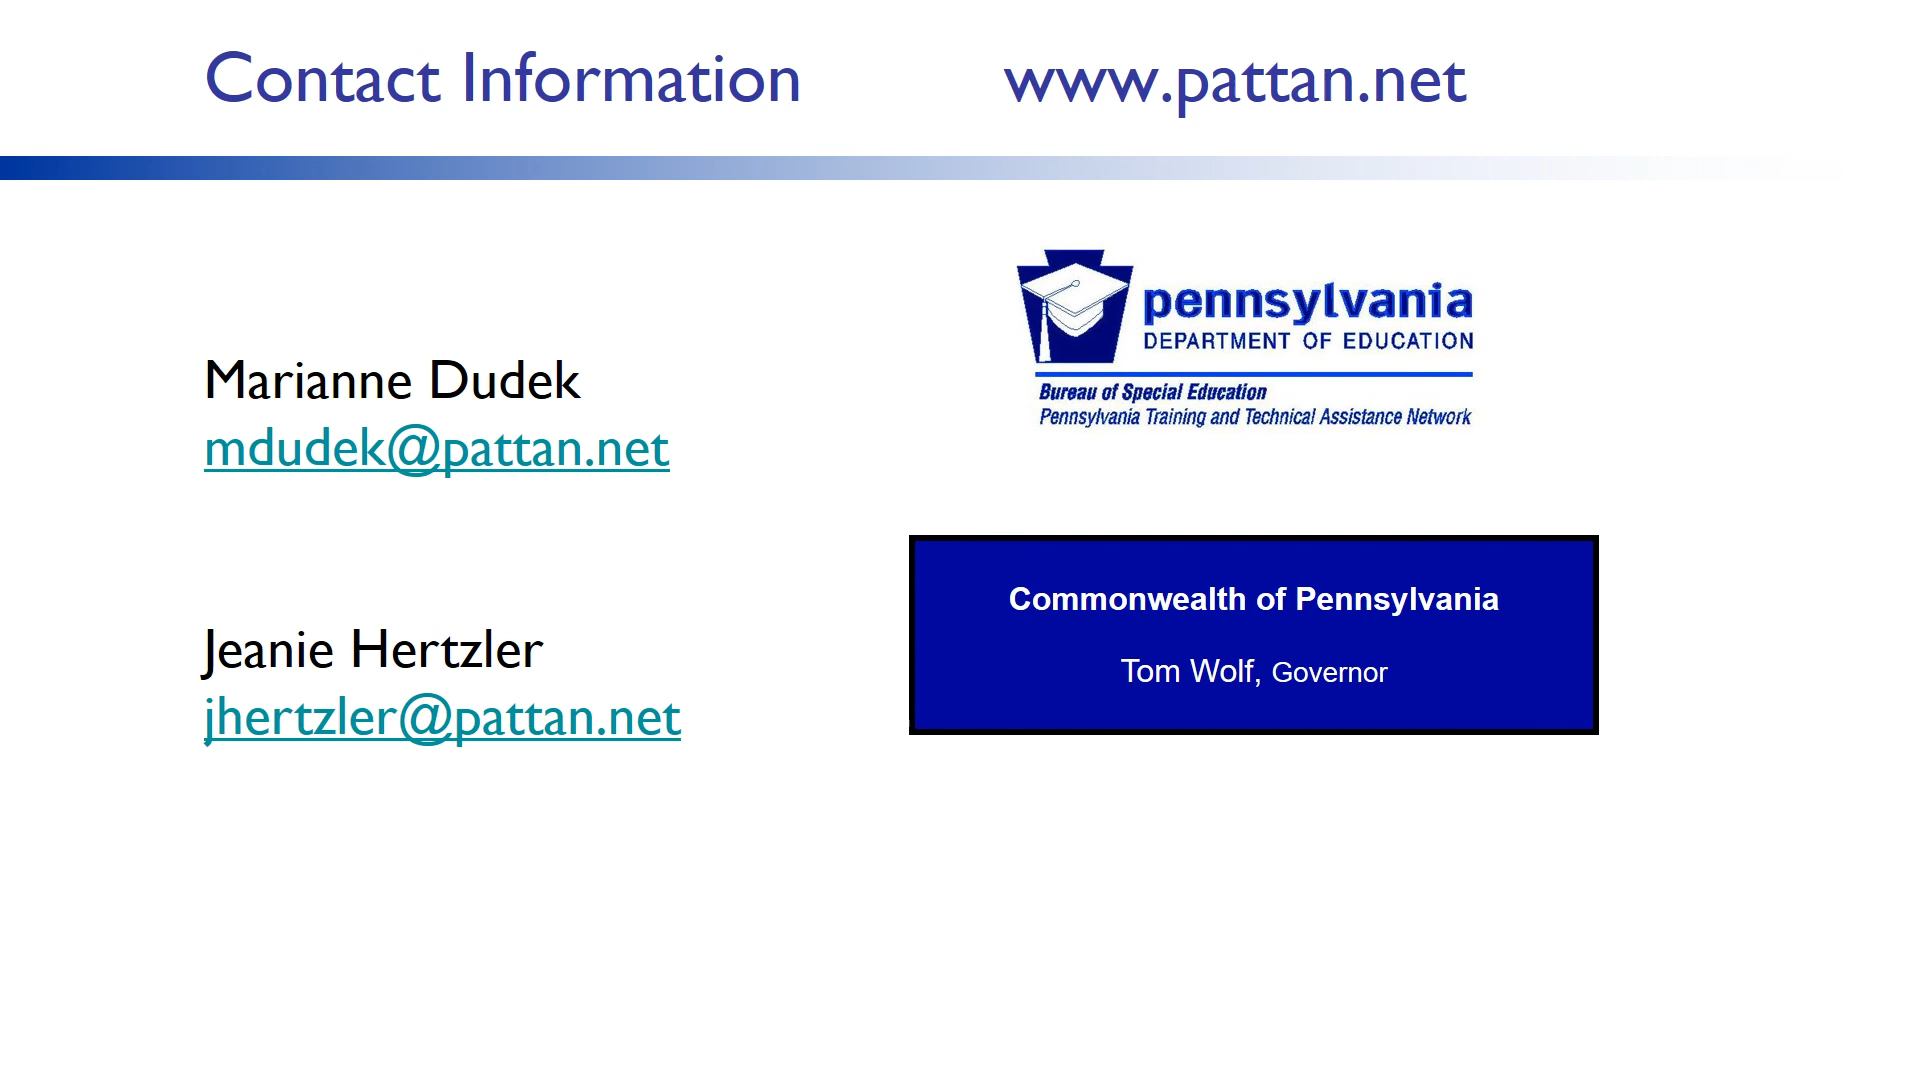 Contact Information www.pattan.net
Marianne Dudek
mdudek@pattan.net
Jeanie Hertzler
jhertzler@pattan.net
pennsylvania
DEPARTMENT OF EDUCATION
Bureau of Special Education
Pennsylvania Training and Technical Assistance Network
Commonwealth of Pennsylvania
Tom Wolf, Governor